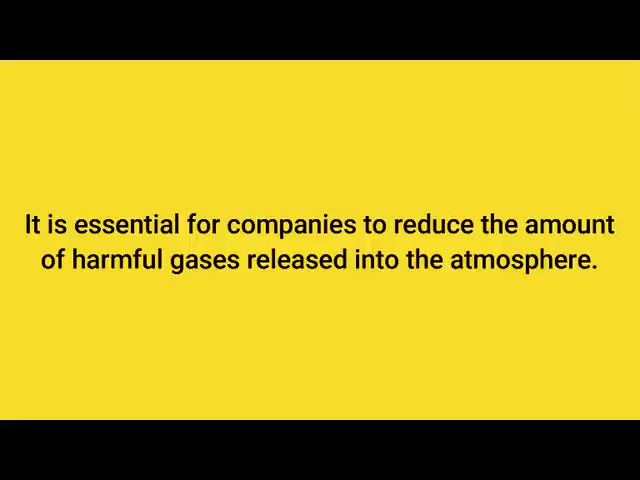 It is essential for companies to reduce the amount
of harmful gases released into the atmosphere.